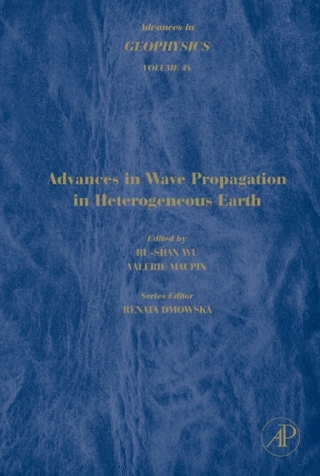 Advances in
GEOPHYSICS
VOLUME 48
Advances in Wave Propagation
in Heterogeneous Earth
Edited by
RU-SHAN WU
VALERIE MAUPIN
Series Editor
RENATA DMOWSKA
AP